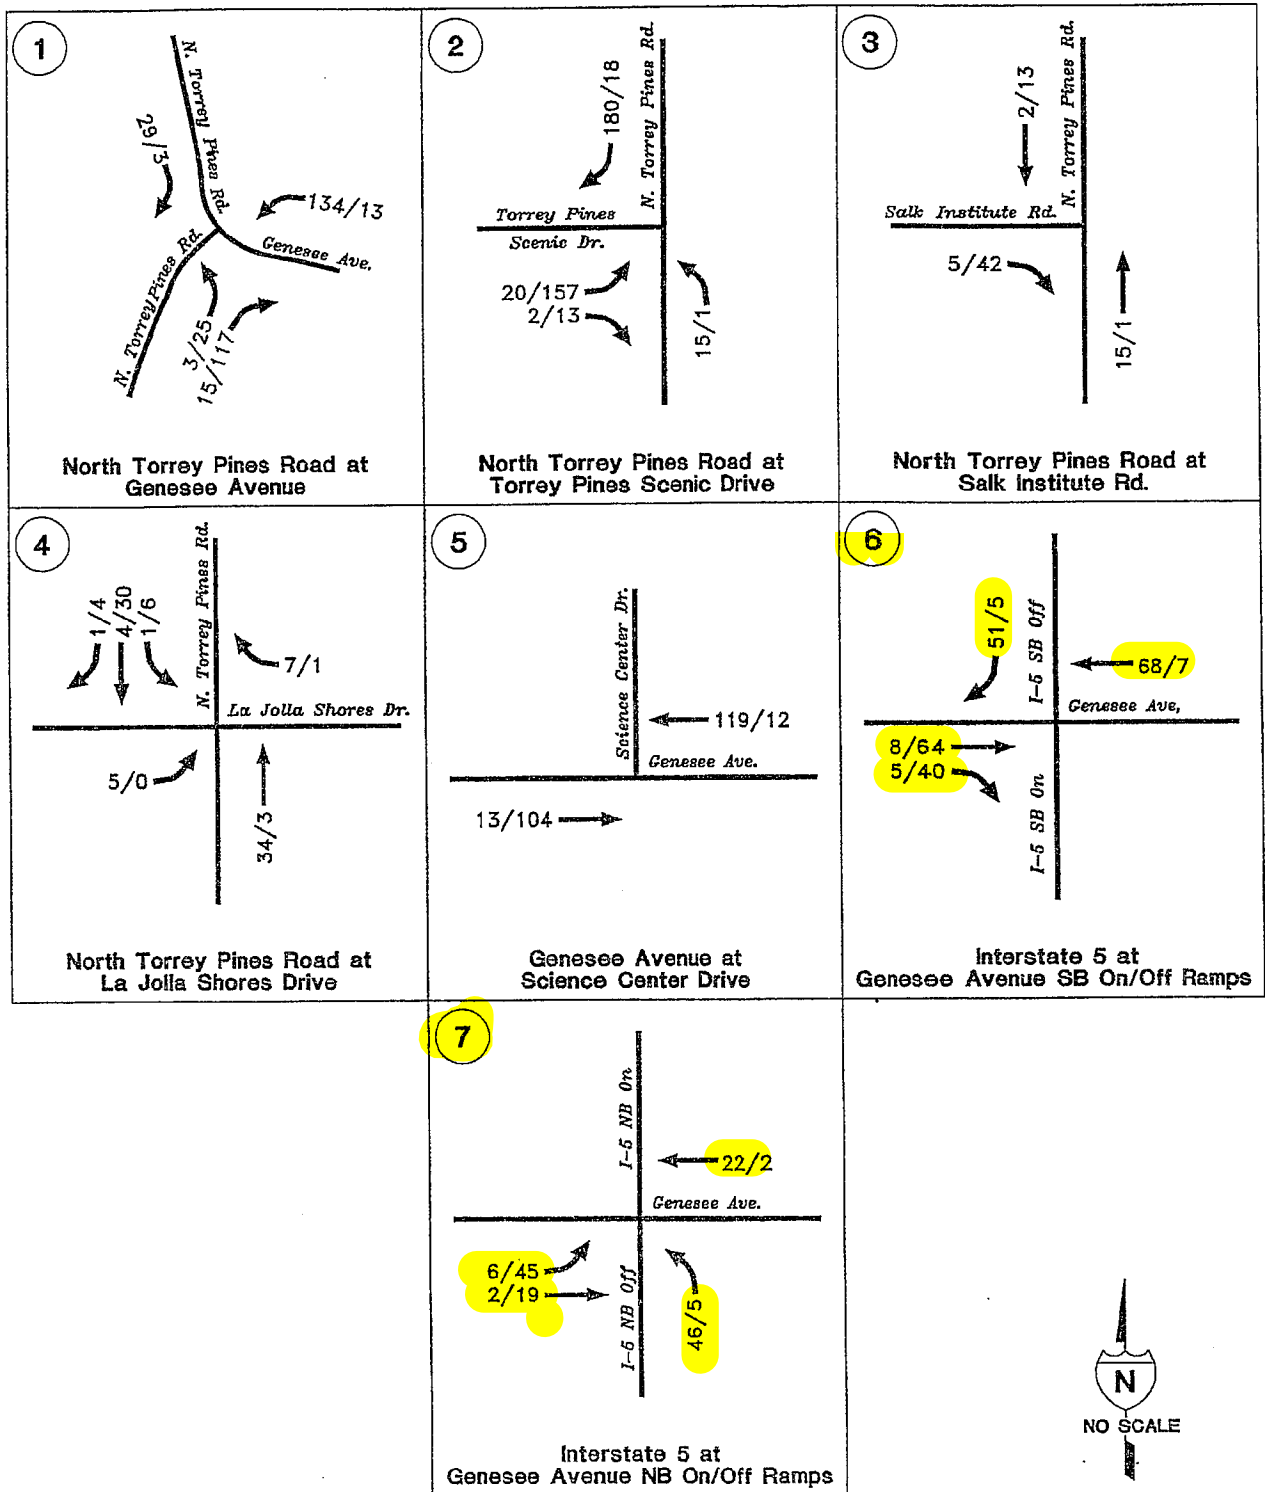 1
N. Torrey Pines Rd.
29/3
134/13
Genesee Ave.
N. Torrey Pines Rd.
3/25
15/117
North Torrey Pines Road at
Genesee Avenue
2
180/18
N. Torrey Pines Rd.
Torrey Pines
Scenic Dr.
20/157
2/13
15/1
North Torrey Pines Road at
Torrey Pines Scenic Drive
3
2/13
N. Torrey Pines Rd.
Salk Institute Rd.
5/42
15/1
North Torrey Pines Road at
Salk Institute Rd.
4
1/4
4/30
1/6
N. Torrey Pines Rd.
7/1
La Jolla Shores Dr.
5/0
34/3
North Torrey Pines Road at
La Jolla Shores Drive
5
Science Center Dr.
119/12
Genesee Ave.
13/104
Genesee Avenue at
Science Center Drive
6
51/5
I-5 SB Off
68/7
Genesee Ave,
8/64
5/40
I-5 SB On
Interstate 5 at
Genesee Avenue SB On/Off Ramps
7
I-5 NB On
22/2
Genesee Ave.
6/45
2/19
I-5 NB Off
46/5
Interstate 5 at
Genesee Avenue NB On/Off Ramps
N
NO SCALE